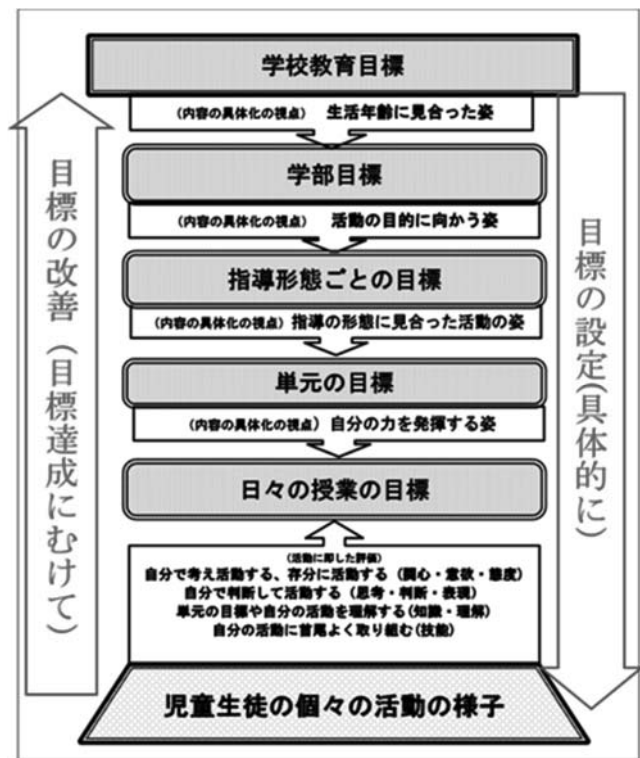 学校教育目標
(内容の具体化の視点) 生活年齢に見合った姿
学部目標
(内容の具体化の視点) 活動の目的に向かう姿
指導形態ごとの目標
(内容の具体化の視点) 指導の形態に見合った活動の姿
単元の目標
(内容の具体化の視点) 自分の力を発揮する姿
日々の授業の目標
(活動に即した評価)
自分で考え活動する、存分に活動する (関心・意欲・態度)
自分で判断して活動する (思考・判断・表現)
単元の目標や自分の活動を理解する(知識・理解)
自分の活動に首尾よく取り組む(技能)
児童生徒の個々の活動の様子
目標の改善(目標達成にむけて)
目標の設定(具体的に)